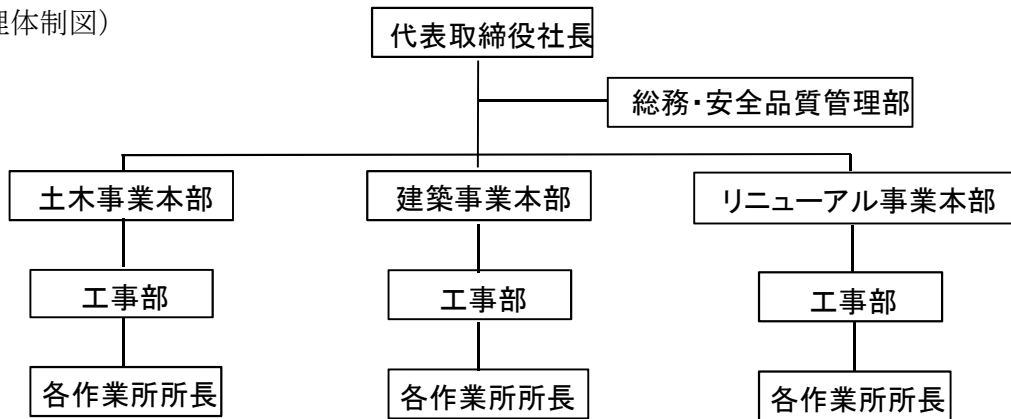 理体制図）
代表取締役社長
総務・安全品質管理部
土木事業本部
建築事業本部
リニューアル事業本部
工事部
工事部
工事部
各作業所所長
各作業所所長
各作業所所長